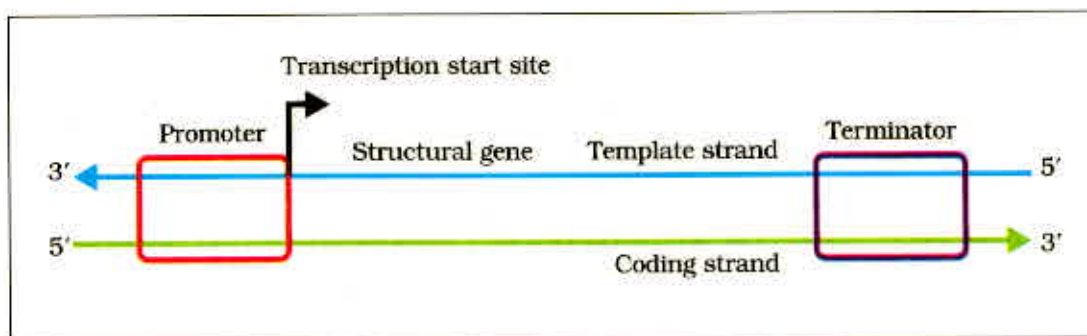 Transcription start site
Promoter
Structural gene
Template strand
Terminator
3′
5′
5′
3′
Coding strand